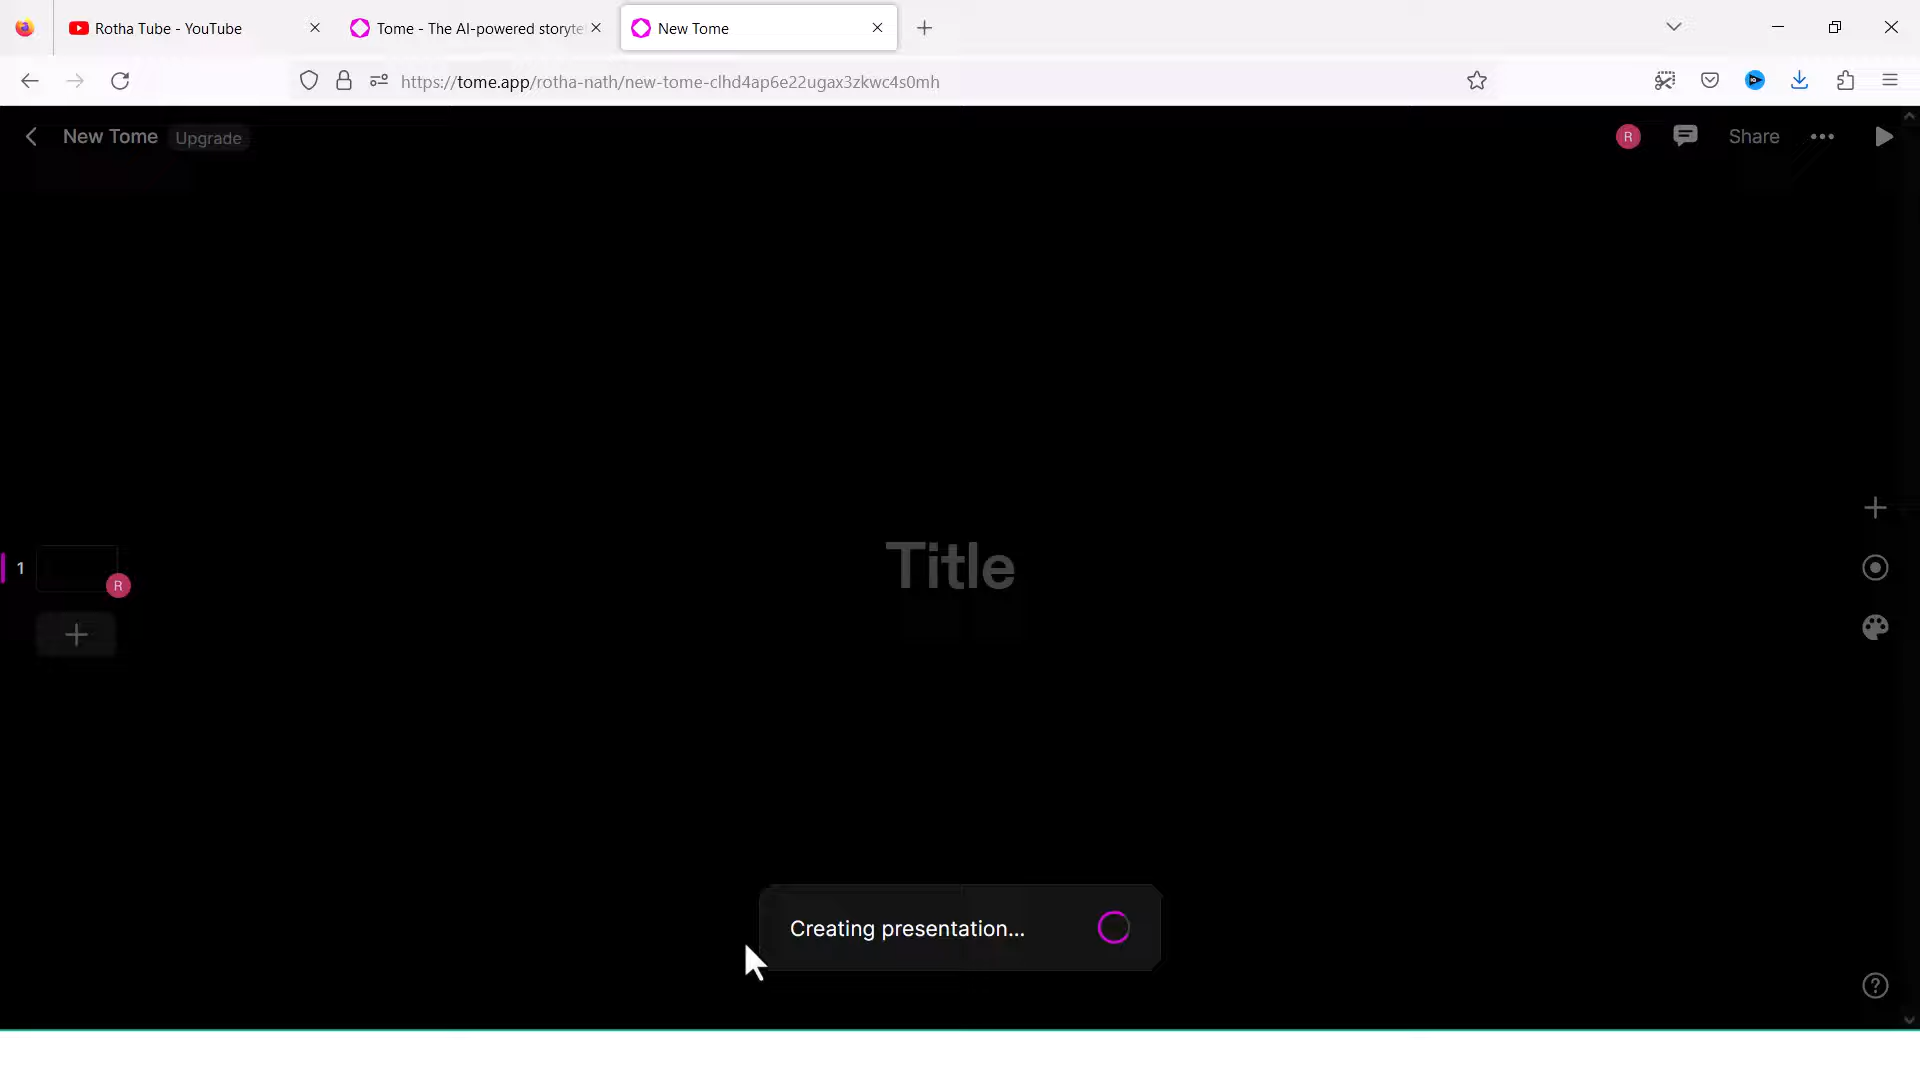 Rotha Tube - YouTube
Tome - The AI-powered storyte
New Tome
https://tome.app/rotha-nath/new-tome-clhd4ap6e22ugax3zkwc4s0mh
New Tome
Upgrade
R
Share
Title
1
R
Creating presentation...